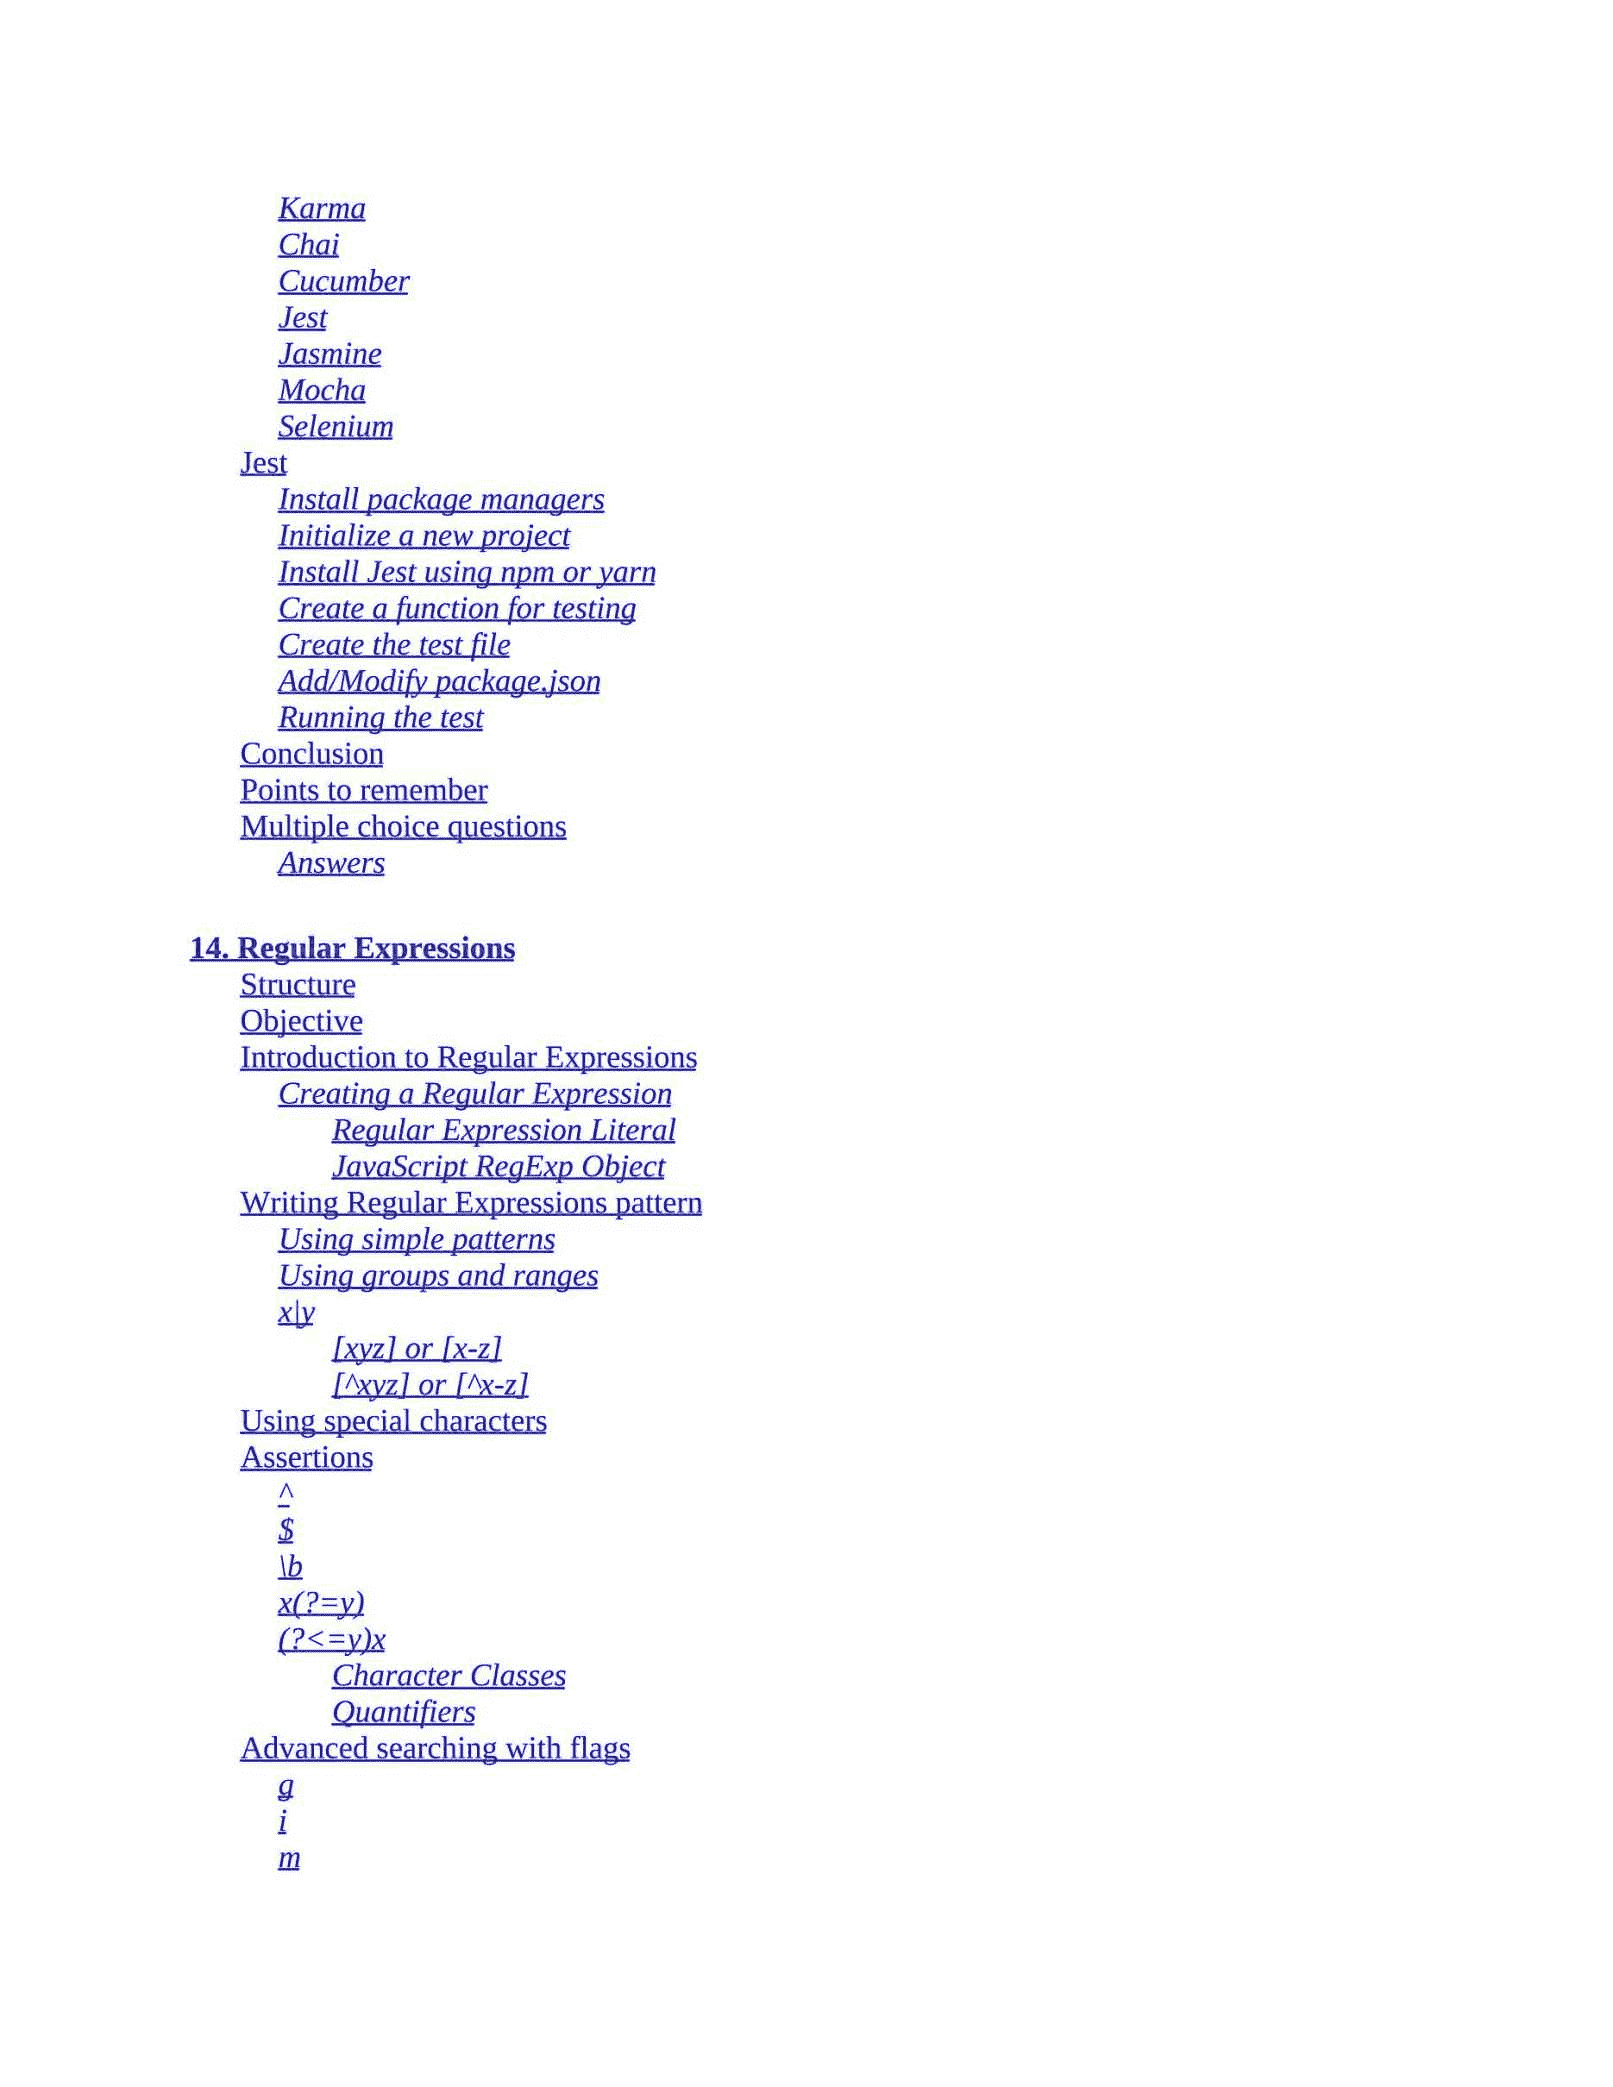 Karma
Chai
Cucumber
Jest
Jasmine
Mocha
Selenium
Jest
Install package managers
Initialize a new project
Install Jest using npm or yarn
Create a function for testing
Create the test file
Add/Modify package.json
Running the test
Conclusion
Points to remember
Multiple choice questions
Answers
14. Regular Expressions
Structure
Objective
Introduction to Regular Expressions
Creating a Regular Expression
Regular Expression Literal
JavaScript RegExp Object
Writing Regular Expressions pattern
Using simple patterns
Using groups and ranges
x|y
[xyz] or [x-z]
[^xyz] or [^x-z]
Using special characters
Assertions
^
$
\b
x(?=y)
(?<=y)x
Character Classes
Quantifiers
Advanced searching with flags
g
i
m